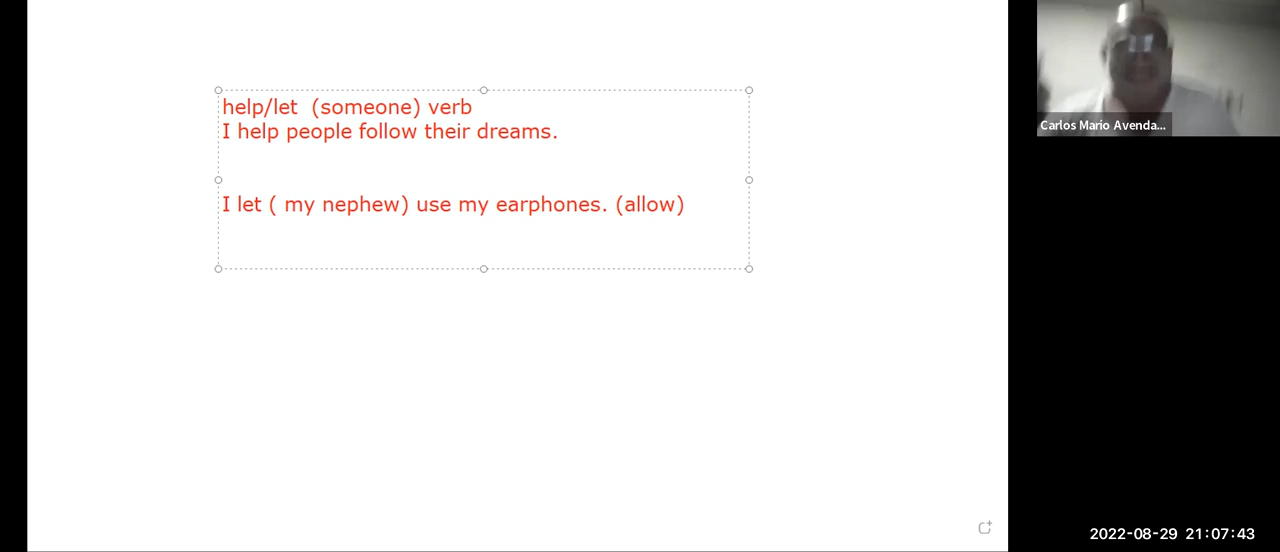 help/let (someone) verb
I help people follow their dreams.
I let ( my nephew) use my earphones. (allow)
Carlos Mario Avenda...
2022-08-29 21:07:43